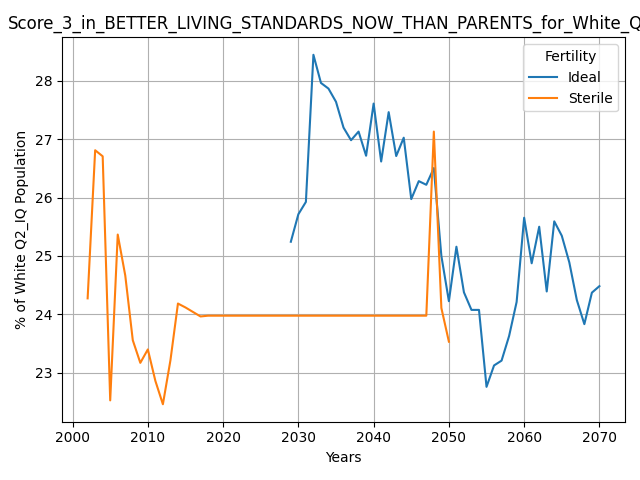 Score_3_in_BETTER_LIVING_STANDARDS_NOW_THAN_PARENTS_for_White_Q
Fertility
Ideal
Sterile
% of White Q2_IQ Population
28
27
26
25
24
23
2000 2010 2020 2030 2040 2050 2060 2070
Years